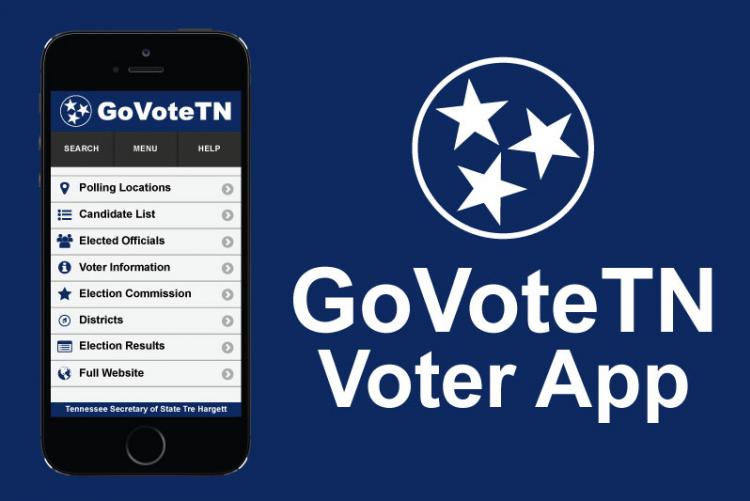 GoVoteTN
SEARCH MENU HELP
Polling Locations
Candidate List
Elected Officials
Voter Information
Election Commission
Districts
Election Results
Full Website
Tennessee Secretary of State Tre Hargett
GoVoteTN
Voter App